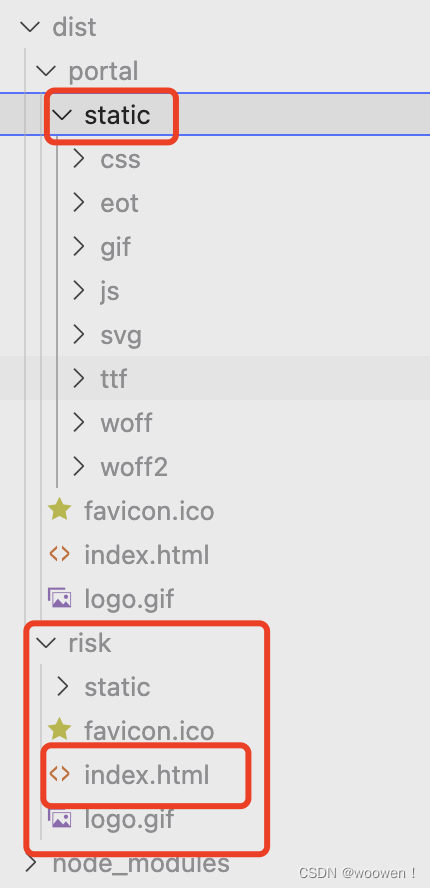 dist
portal
static
css
eot
gif
js
svg
ttf
woff
woff2
favicon.ico
index.html
logo.gif
risk
static
favicon.ico
index.html
logo.gif
node_modules
CSDN @woowen！